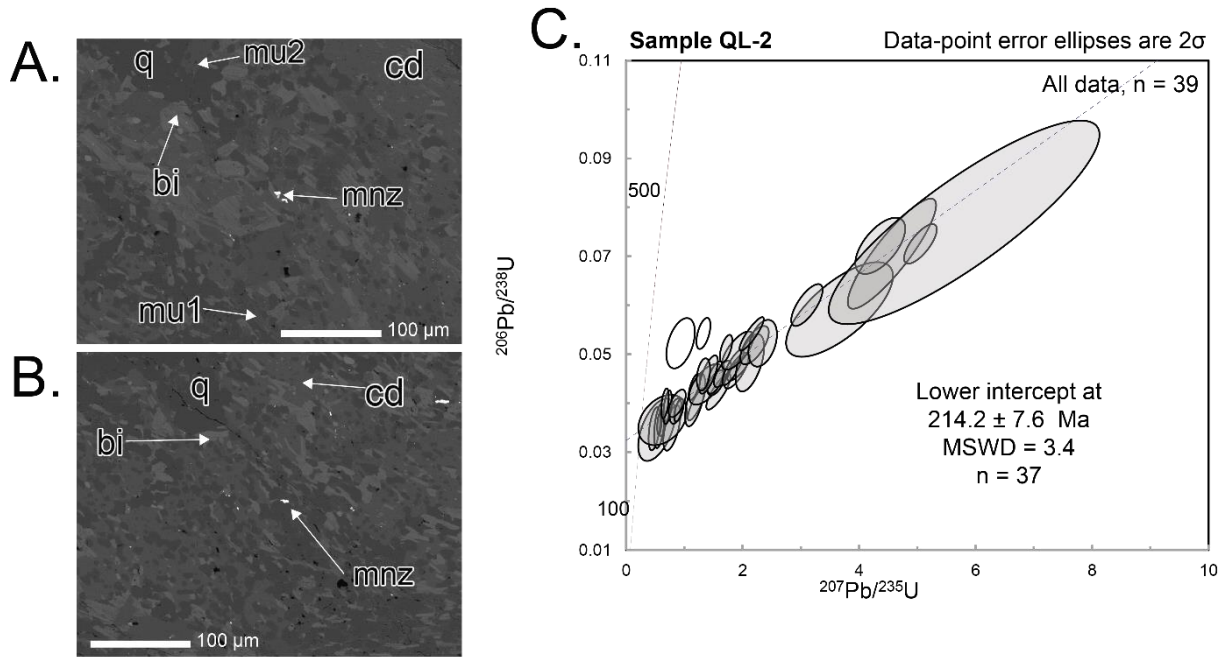 A.
q
mu2
cd
bi
mnz
mu1
100 µm
B.
q
cd
bi
mnz
100 µm
C.
Sample QL-2
Data-point error ellipses are 2σ
All data, n = 39
0.11
0.09
0.07
0.05
0.03
0.01
500
100
206Pb/238U
Lower intercept at
214.2 ± 7.6 Ma
MSWD = 3.4
n = 37
0
2
4
6
8
10
207Pb/235U